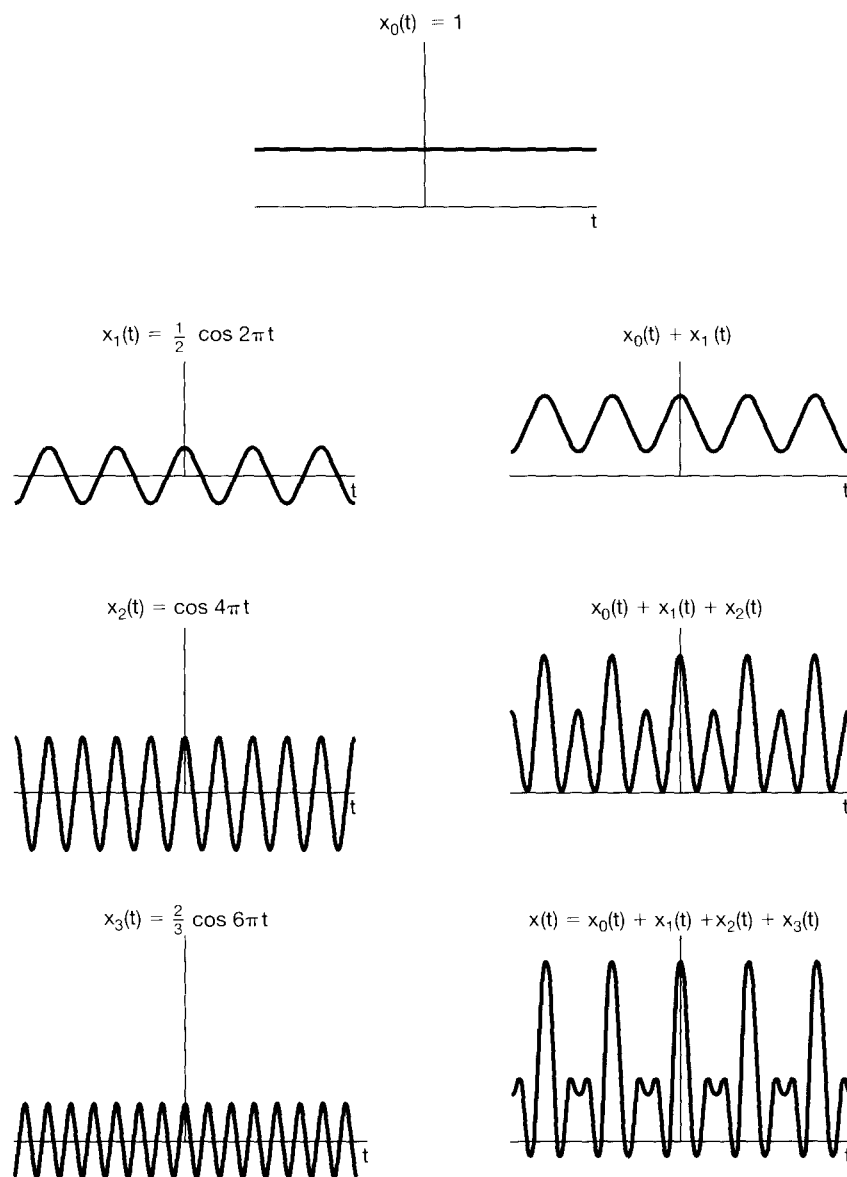 x₀(t) = 1
t
x₁(t) = 1/2 cos 2πt
t
x₀(t) + x₁(t)
t
x₂(t) = cos 4πt
t
x₀(t) + x₁(t) + x₂(t)
t
x₃(t) = 2/3 cos 6πt
t
x(t) = x₀(t) + x₁(t) +x₂(t) + x₃(t)
t